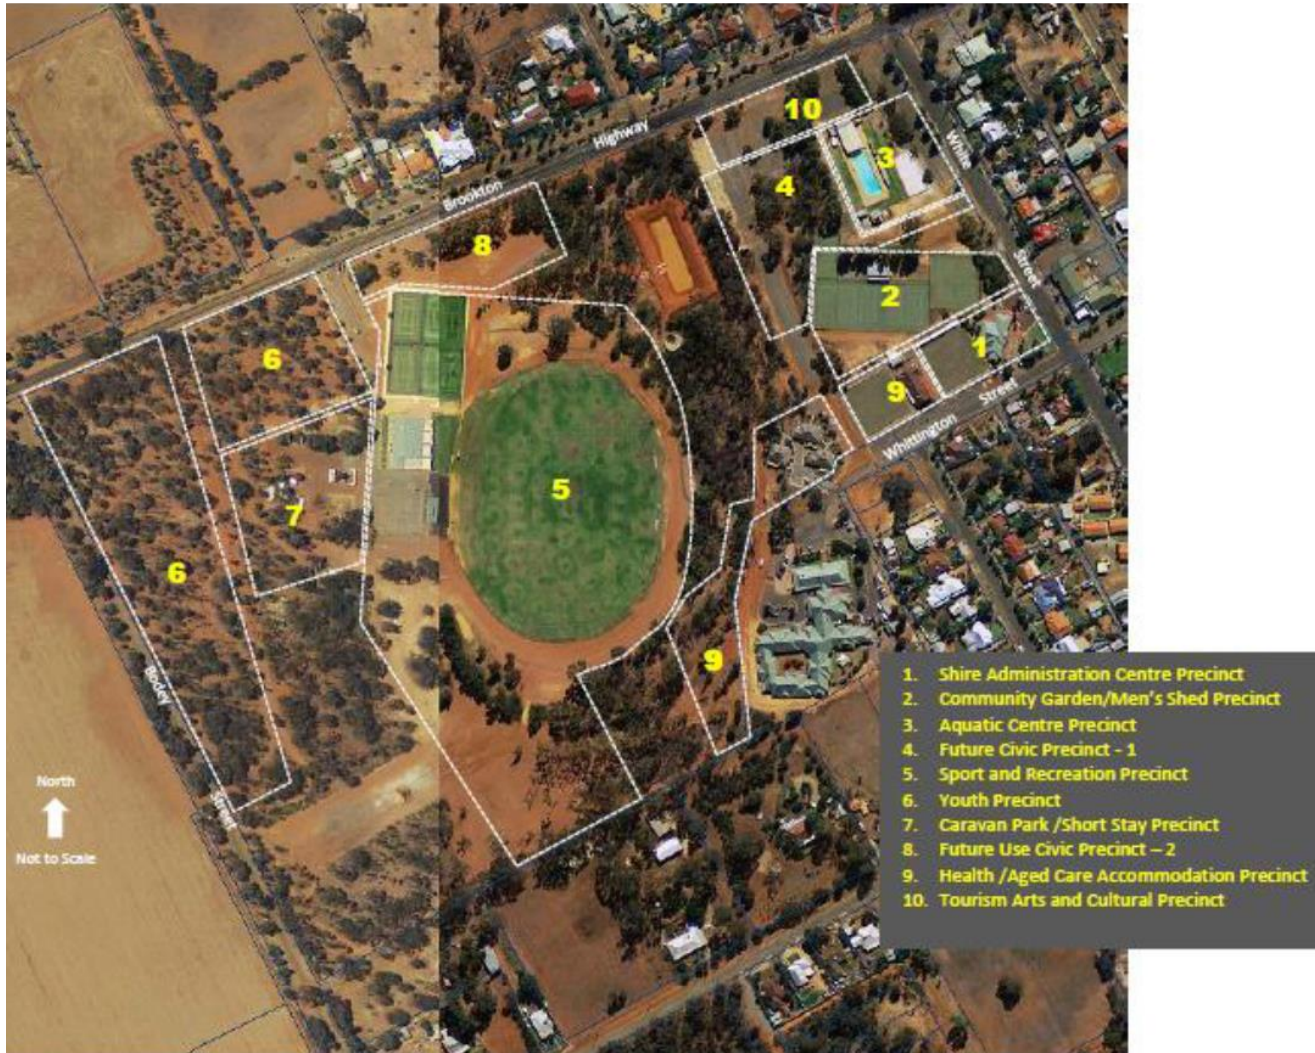 10
Highway
White
3
4
Brookton
8
Street
2
6
1
9
Street
Whittington
5
7
6
9
Bodey
Street
North
Not to Scale
1. Shire Administration Centre Precinct
2. Community Garden/Men's Shed Precinct
3. Aquatic Centre Precinct
4. Future Civic Precinct - 1
5. Sport and Recreation Precinct
6. Youth Precinct
7. Caravan Park /Short Stay Precinct
8. Future Use Civic Precinct – 2
9. Health /Aged Care Accommodation Precinct
10. Tourism Arts and Cultural Precinct